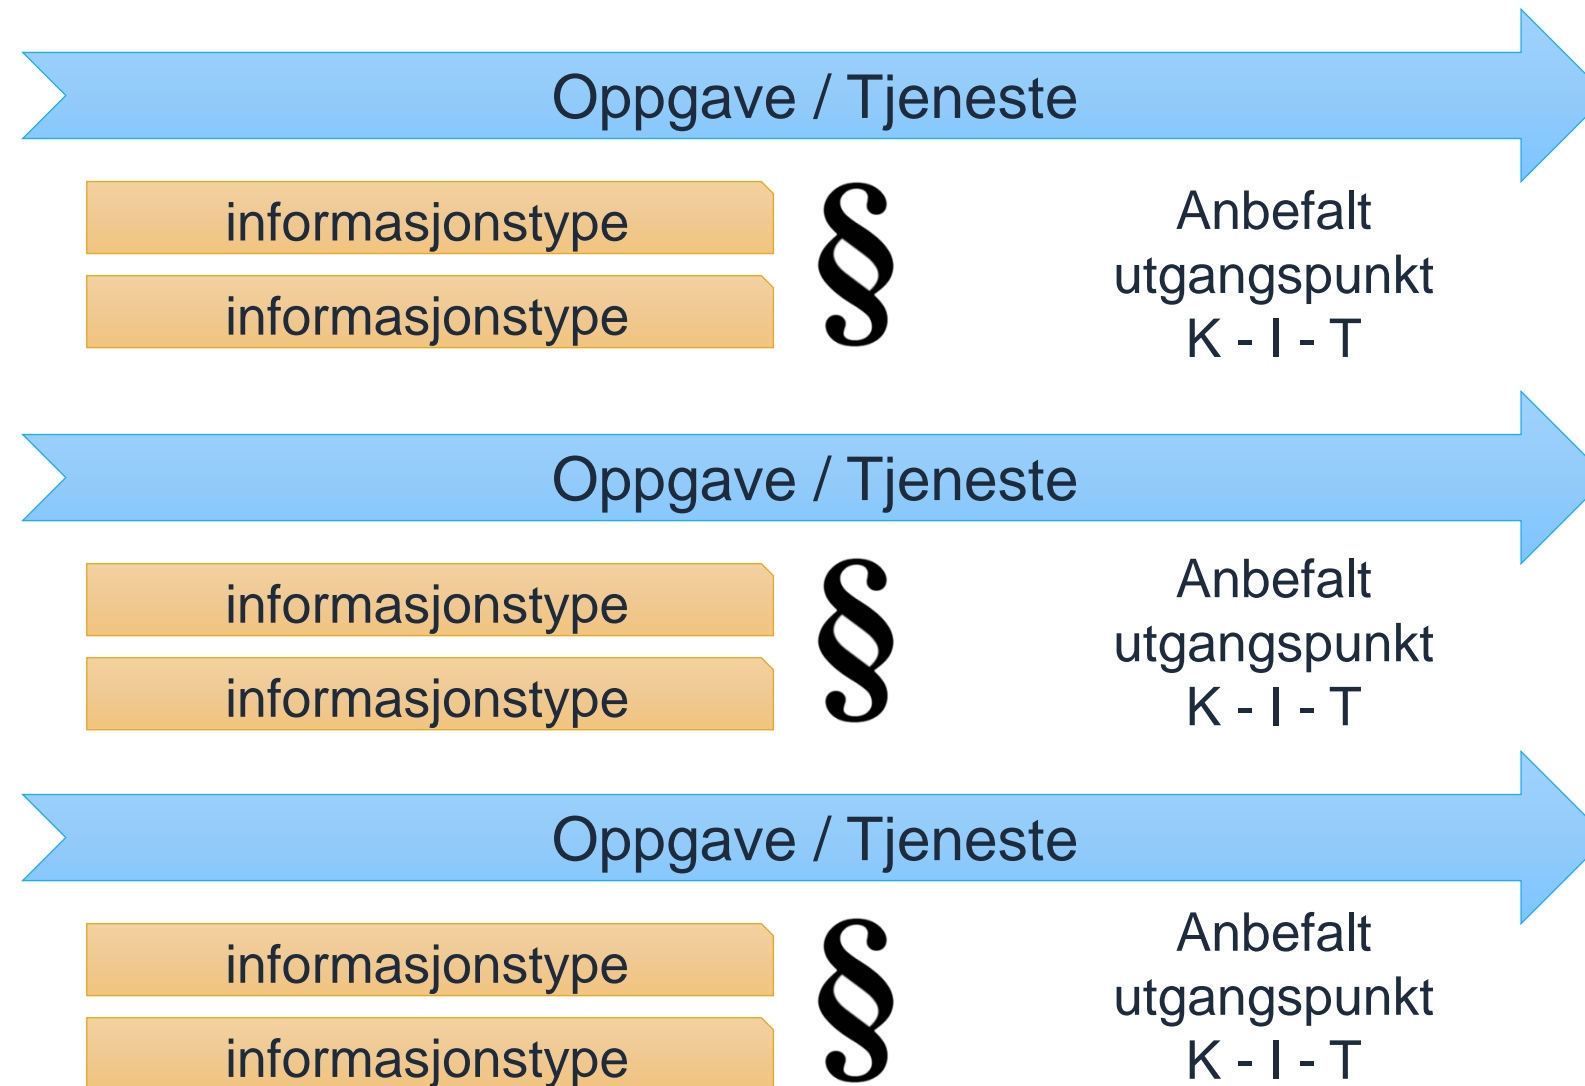 Oppgave / Tjeneste
informasjonstype
informasjonstype
§
Anbefalt
utgangspunkt
K - I - T
Oppgave / Tjeneste
informasjonstype
informasjonstype
§
Anbefalt
utgangspunkt
K - I - T
Oppgave / Tjeneste
informasjonstype
informasjonstype
§
Anbefalt
utgangspunkt
K - I - T